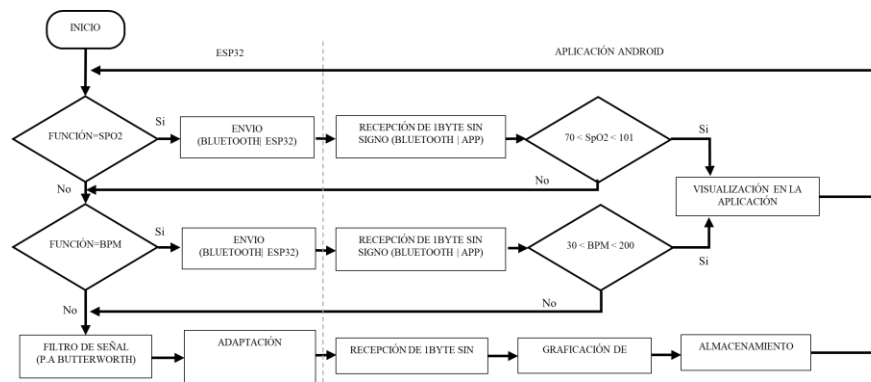 INICIO
ESP32
APLICACIÓN ANDROID
FUNCIÓN=SPO2
Si
ENVIO
(BLUETOOTH| ESP32)
RECEPCIÓN DE 1BYTE SIN
SIGNO (BLUETOOTH | APP)
70 < SpO2 < 101
Si
No
No
VISUALIZACIÓN EN LA
APLICACIÓN
FUNCIÓN=BPM
Si
ENVIO
(BLUETOOTH| ESP32)
RECEPCIÓN DE 1BYTE SIN
SIGNO (BLUETOOTH | APP)
30 < BPM < 200
Si
No
No
FILTRO DE SEÑAL
(P.A BUTTERWORTH)
ADAPTACIÓN
RECEPCIÓN DE 1BYTE SIN
GRAFICACIÓN DE
ALMACENAMIENTO